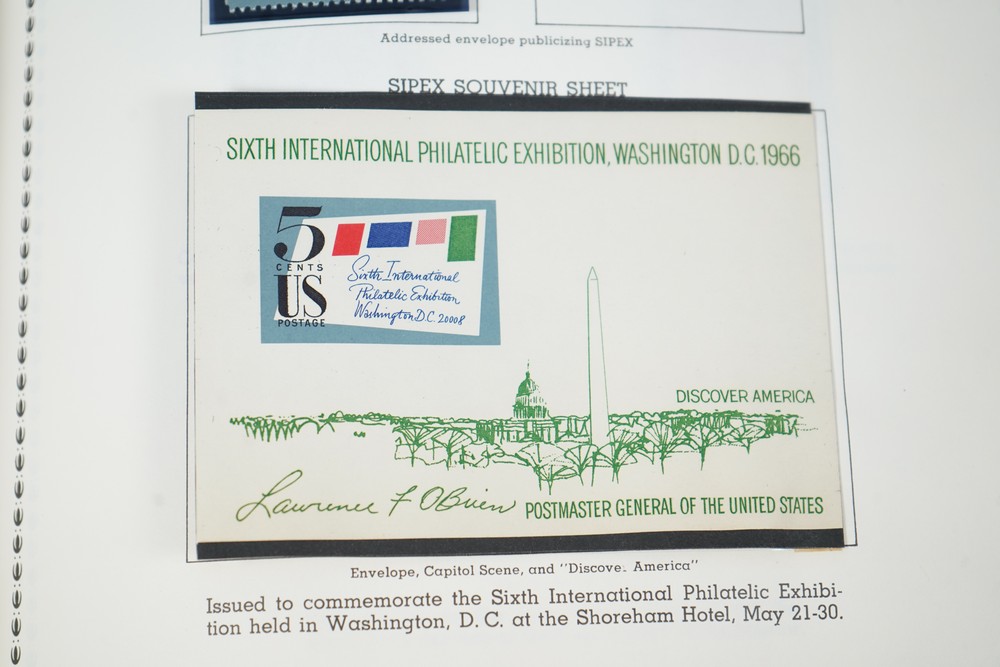 Addressed envelope publicizing SIPEX
SIPEX SOUVENIR SHEET
SIXTH INTERNATIONAL PHILATELIC EXHIBITION, WASHINGTON D.C. 1966
5
CENTS
US
POSTAGE
Sixth International
Philatelic Exhibition
Washington D.C. 20008
DISCOVER AMERICA
Lawrence F O'Brien
POSTMASTER GENERAL OF THE UNITED STATES
Envelope, Capitol Scene, and "Discove. America"
Issued to commemorate the Sixth International Philatelic Exhibi-
tion held in Washington, D. C. at the Shoreham Hotel, May 21-30.